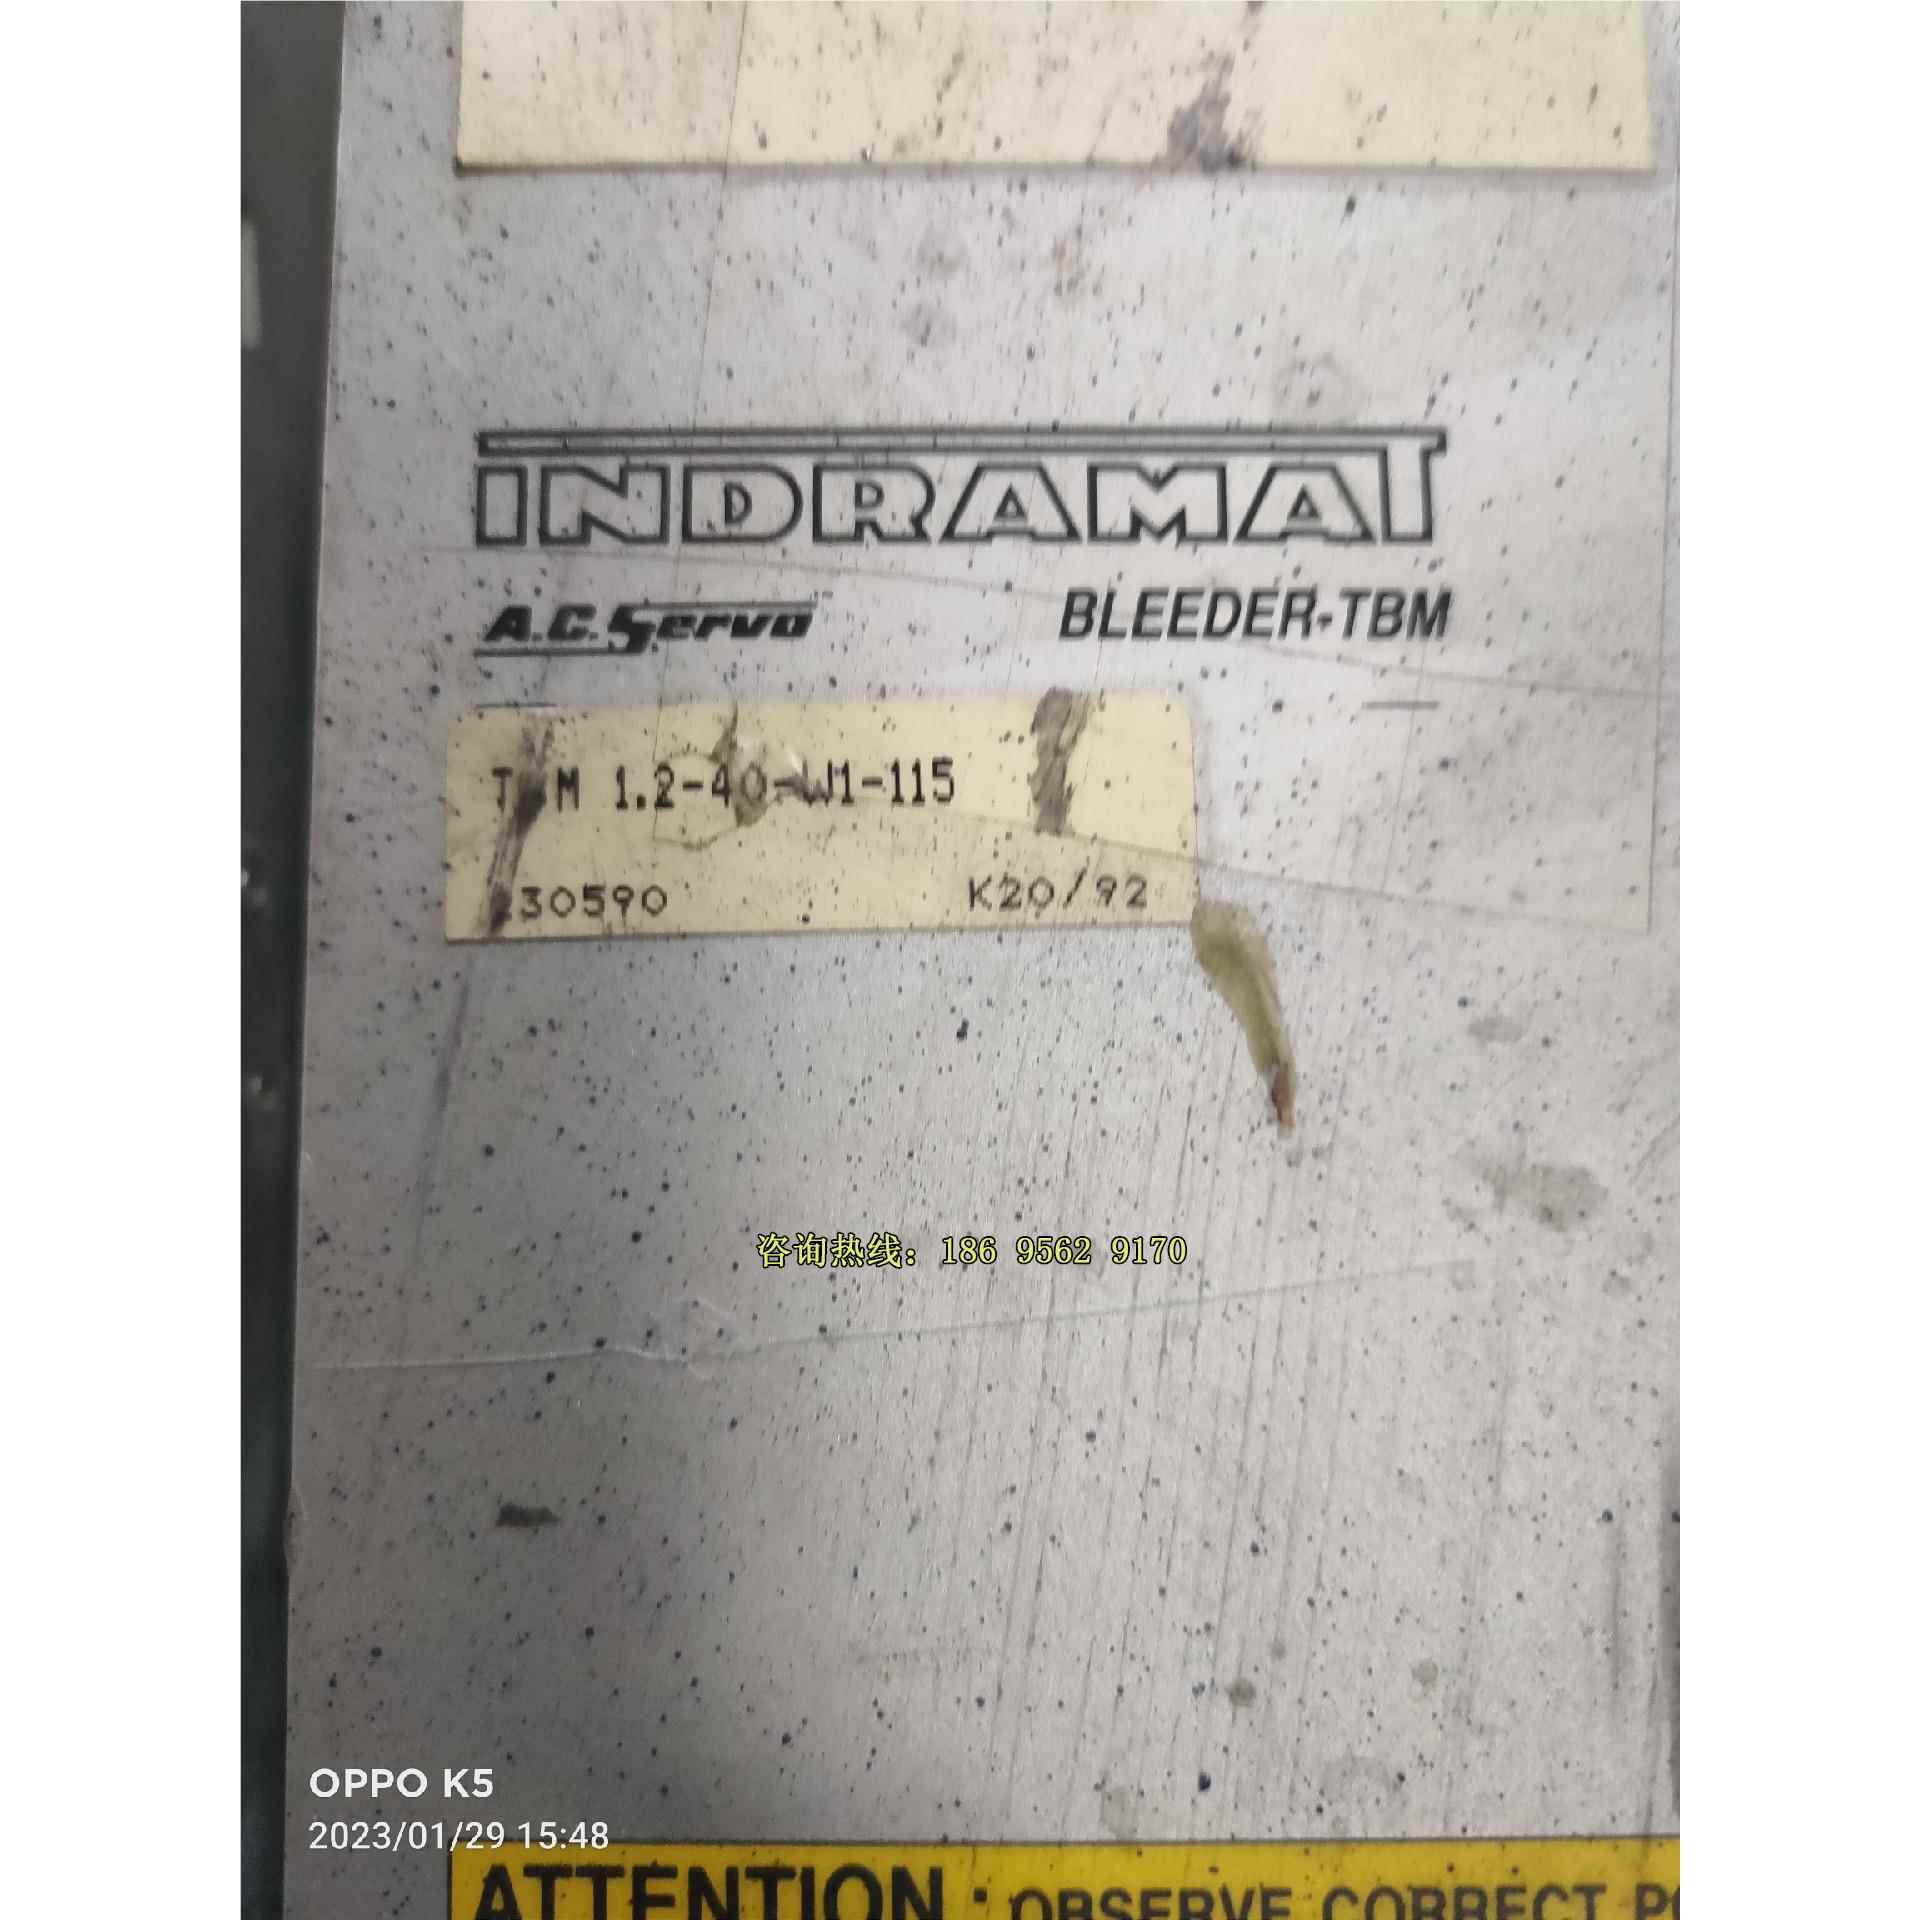 INDRAMAT
A.C. Servo BLEEDER-TBM
M 1.2-40-W1-115
30590 K20/92
咨询热线：186 9562 9170
OPPO K5
2023/01/29 15:48
ATTENTION: OBSERVE CORRECT